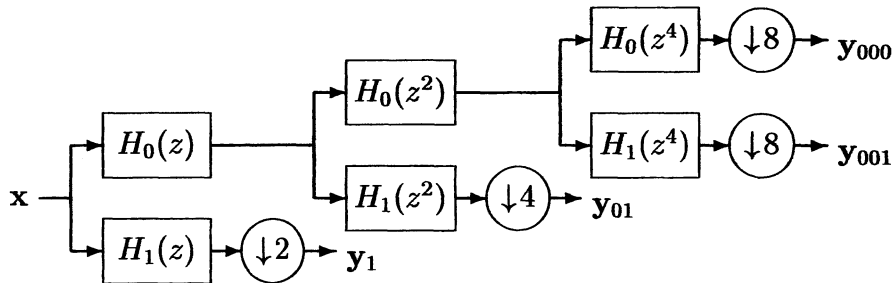 H₀(z⁴) ↓8 y₀₀₀
H₀(z²)
H₀(z) H₁(z⁴) ↓8 y₀₀₁
x H₁(z²) ↓4 y₀₁
H₁(z) ↓2 y₁